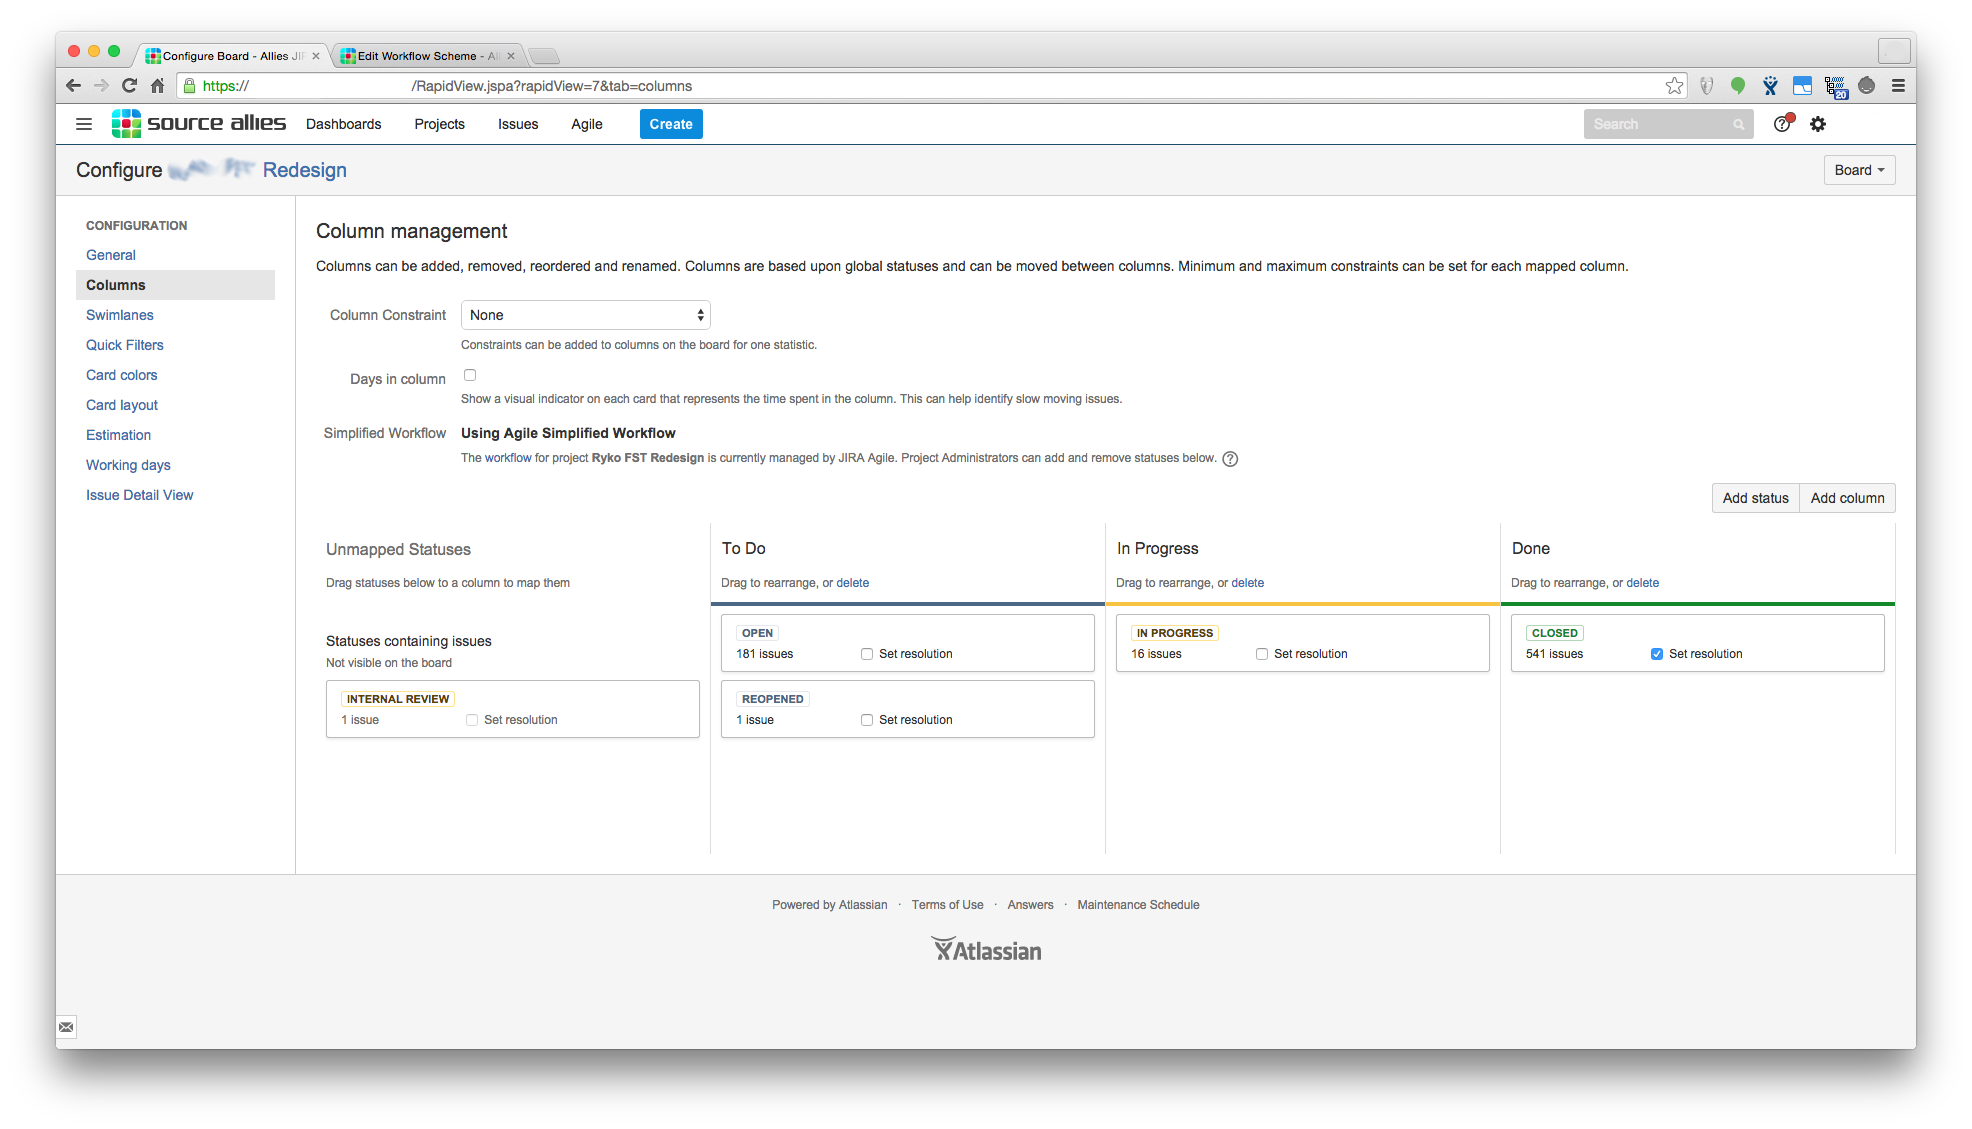 Configure Board - Allies JIR
Edit Workflow Scheme - All
https:// /RapidView.jspa?rapidView=7&tab=columns
20
source allies Dashboards Projects Issues Agile Create Search
Configure Redesign Board
CONFIGURATION
General
Columns
Swimlanes
Quick Filters
Card colors
Card layout
Estimation
Working days
Issue Detail View
Column management
Columns can be added, removed, reordered and renamed. Columns are based upon global statuses and can be moved between columns. Minimum and maximum constraints can be set for each mapped column.
Column Constraint None
Constraints can be added to columns on the board for one statistic.
Days in column
Show a visual indicator on each card that represents the time spent in the column. This can help identify slow moving issues.
Simplified Workflow Using Agile Simplified Workflow
The workflow for project Ryko FST Redesign is currently managed by JIRA Agile. Project Administrators can add and remove statuses below. ?
Add status Add column
Unmapped Statuses
Drag statuses below to a column to map them
Statuses containing issues
Not visible on the board
INTERNAL REVIEW
1 issue Set resolution
To Do
Drag to rearrange, or delete
OPEN
181 issues Set resolution
REOPENED
1 issue Set resolution
In Progress
Drag to rearrange, or delete
IN PROGRESS
16 issues Set resolution
Done
Drag to rearrange, or delete
CLOSED
541 issues Set resolution
Powered by Atlassian · Terms of Use · Answers · Maintenance Schedule
Atlassian